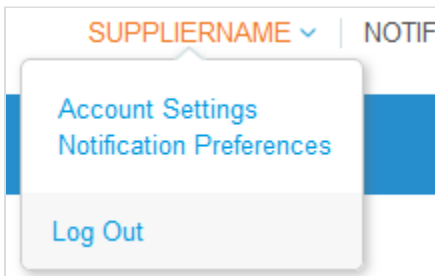 SUPPLIERNAME NOTIF
Account Settings
Notification Preferences
Log Out